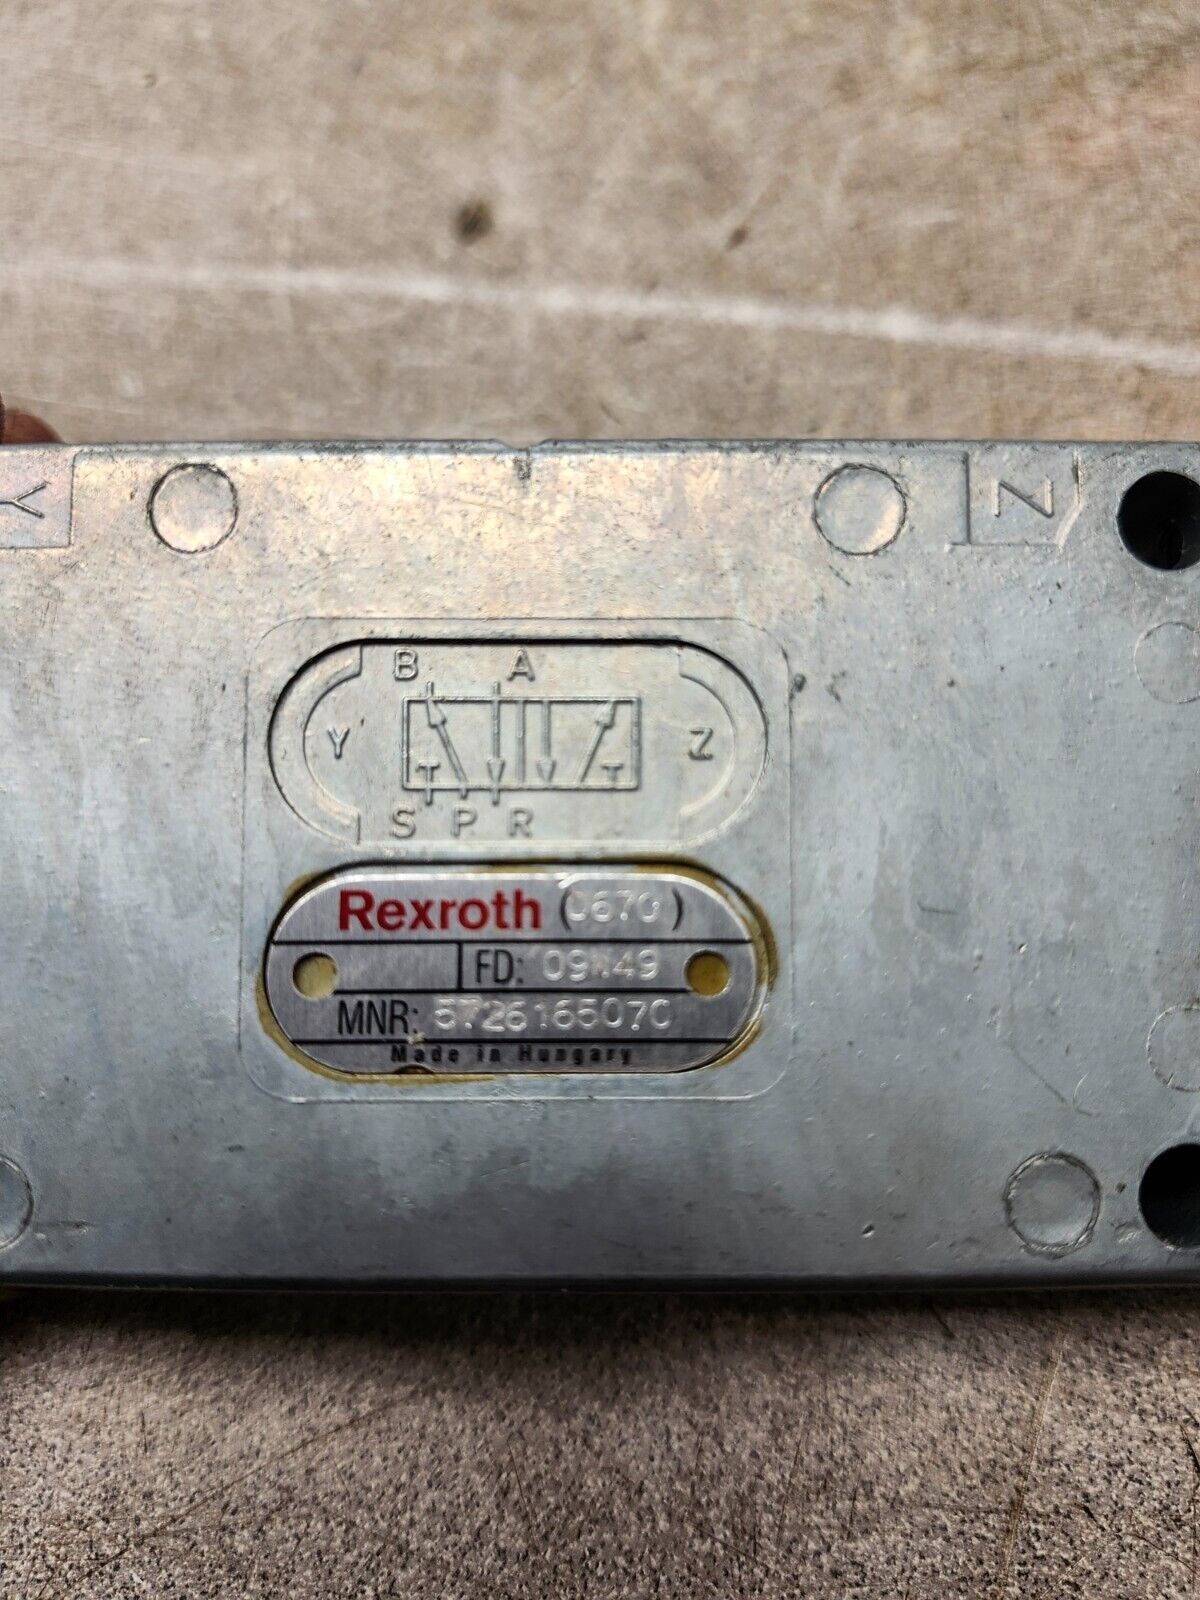 Y
Z
B A
Y Z
S P R
Rexroth (0670)
FD: 09W49
MNR: 5726165070
Made in Hungary